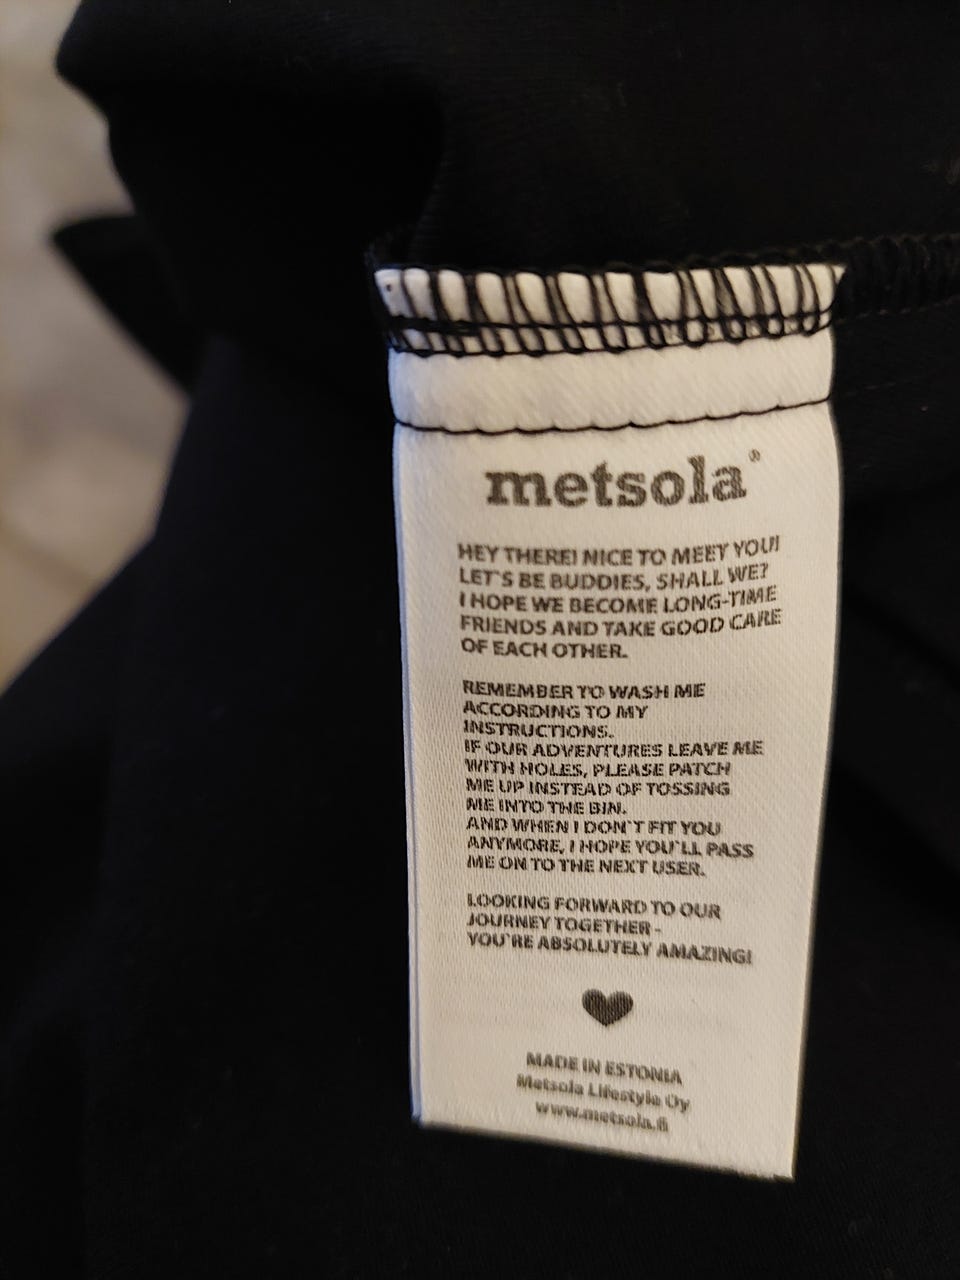 metsola®
HEY THERE! NICE TO MEET YOU!
LET`S BE BUDDIES, SHALL WE?
I HOPE WE BECOME LONG-TIME
FRIENDS AND TAKE GOOD CARE
OF EACH OTHER.
REMEMBER TO WASH ME
ACCORDING TO MY
INSTRUCTIONS.
IF OUR ADVENTURES LEAVE ME
WITH HOLES, PLEASE PATCH
ME UP INSTEAD OF TOSSING
ME INTO THE BIN.
AND WHEN I DON`T FIT YOU
ANYMORE, I HOPE YOU`LL PASS
ME ON TO THE NEXT USER.
LOOKING FORWARD TO OUR
JOURNEY TOGETHER -
YOU`RE ABSOLUTELY AMAZING!
MADE IN ESTONIA
Metsola Lifestyle Oy
www.metsola.fi